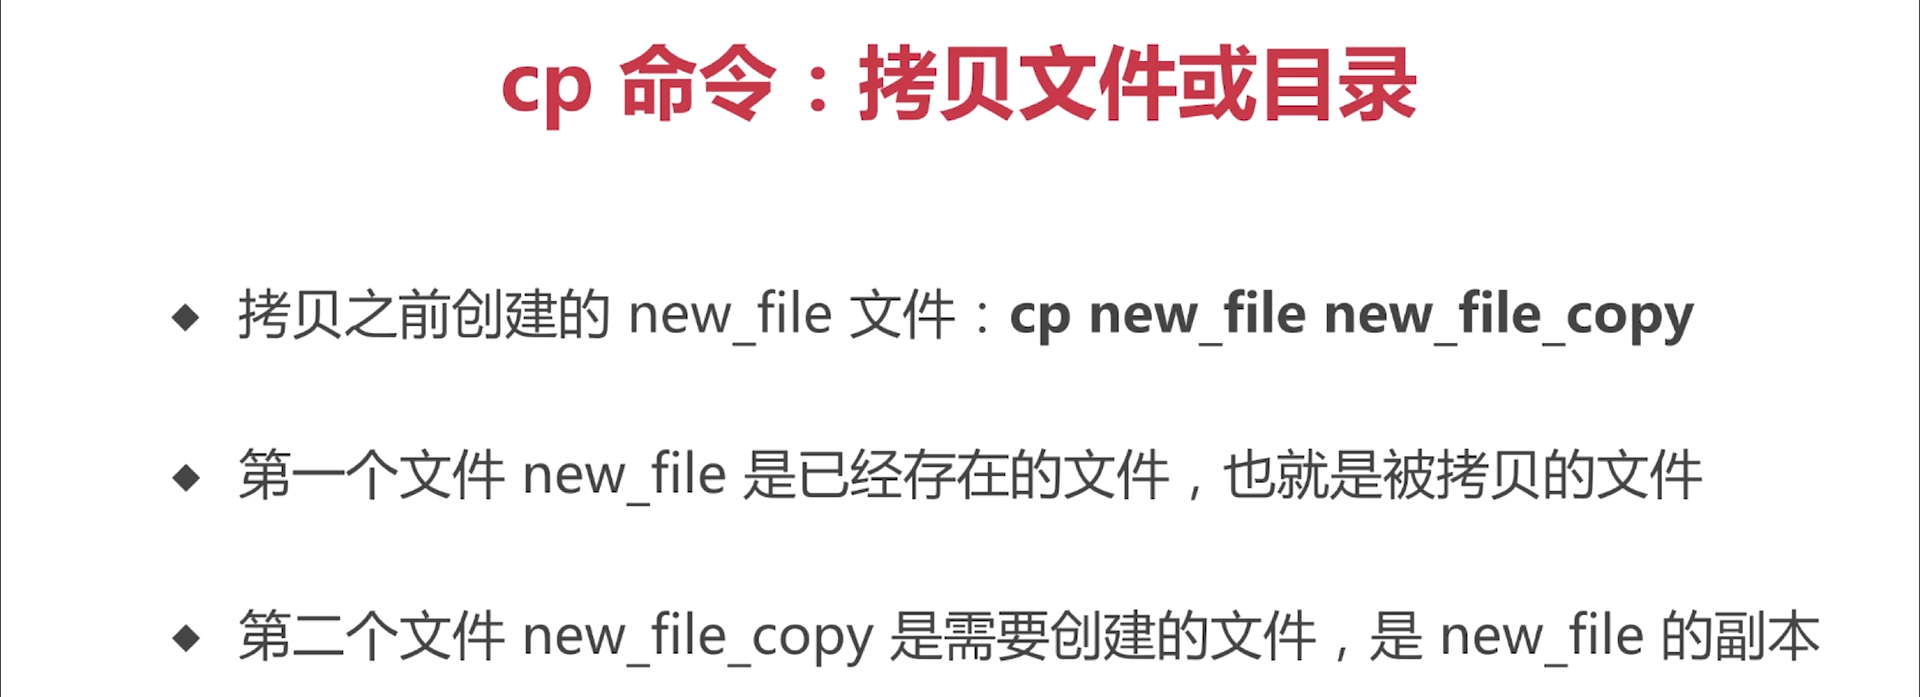 cp 命令：拷贝文件或目录
◆ 拷贝之前创建的 new_file 文件：cp new_file new_file_copy
◆ 第一个文件 new_file 是已经存在的文件，也就是被拷贝的文件
◆ 第二个文件 new_file_copy 是需要创建的文件，是 new_file 的副本